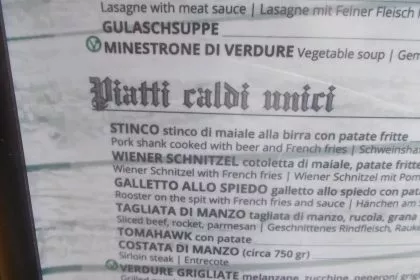 Lasagne with meat sauce | Lasagne mit Feiner Fleisch
GULASCHSUPPE
MINESTRONE DI VERDURE Vegetable soup | Gem
Piatti caldi unici
STINCO stinco di maiale alla birra con patate fritte
Pork shank cooked with beer and French fries | Schweinsha
WIENER SCHNITZEL cotoletta di maiale, patate fritte
Wiener Schnitzel with French fries | Wiener Schnitzel mit Pom
GALLETTO ALLO SPIEDO galletto allo spiedo con pata
Rooster on the spit with French fries and sauce | Hänchen am S
TAGLIATA DI MANZO tagliata di manzo, rucola, grana
Sliced beef, rocket, parmesan | Geschnetenes Rindfleisch, Rauke
TOMAHAWK con patate
COSTATA DI MANZO (circa 750 gr)
Sirloin steak | Entrecote
VERDURE GRIGLIATE melanzane, zucchine, peperoni